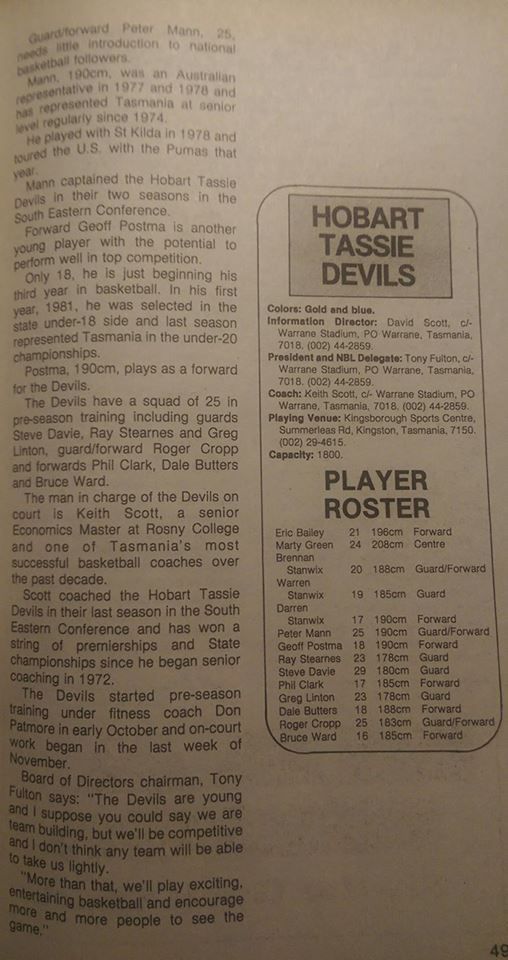 Guard/forward Peter Mann, 25,
needs little introduction to national
basketball followers.
Mann, 190cm, was an Australian
representative in 1977 and 1978 and
has represented Tasmania at senior
level regularly since 1974.
He played with St Kilda in 1978 and
toured the U.S. with the Pumas that
year.
Mann captained the Hobart Tassie
Devils in their two seasons in the
South Eastern Conference.
Forward Geoff Postma is another
young player with the potential to
perform well in top competition.
Only 18, he is just beginning his
third year in basketball. In his first
year, 1981, he was selected in the
state under-18 side and last season
represented Tasmania in the under-20
championships.
Postma, 190cm, plays as a forward
for the Devils.
The Devils have a squad of 25 in
pre-season training including guards
Steve Davie, Ray Stearnes and Greg
Linton, guard/forward Roger Cropp
and forwards Phil Clark, Dale Butters
and Bruce Ward.
The man in charge of the Devils on
court is Keith Scott, a senior
Economics Master at Rosny College
and one of Tasmania's most
successful basketball coaches over
the past decade.
Scott coached the Hobart Tassie
Devils in their last season in the South
Eastern Conference and has won a
string of premierships and State
championships since he began senior
coaching in 1972.
The Devils started pre-season
training under fitness coach Don
Patmore in early October and on-court
work began in the last week of
November.
Board of Directors chairman, Tony
Fulton says: "The Devils are young
and I suppose you could say we are
team building, but we'll be competitive
and I don't think any team will be able
to take us lightly.
"More than that, we'll play exciting,
entertaining basketball and encourage
more and more people to see the
game."
HOBART
TASSIE
DEVILS
Colors: Gold and blue.
Information Director: David Scott, c/-
Warrane Stadium, PO Warrane, Tasmania,
7018. (002) 44-2859.
President and NBL Delegate: Tony Fulton, c/-
Warrane Stadium, PO Warrane, Tasmania,
7018. (002) 44-2859.
Coach: Keith Scott, c/- Warrane Stadium, PO
Warrane, Tasmania, 7018. (002) 44-2859.
Playing Venue: Kingsborough Sports Centre,
Summerleas Rd, Kingston, Tasmania, 7150.
(002) 29-4615.
Capacity: 1800.
PLAYER
ROSTER
Eric Bailey 21 196cm Forward
Marty Green 24 208cm Centre
Brennan
Stanwix 20 188cm Guard/Forward
Warren
Stanwix 19 185cm Guard
Darren
Stanwix 17 190cm Forward
Peter Mann 25 190cm Guard/Forward
Geoff Postma 18 190cm Forward
Ray Stearnes 23 178cm Guard
Steve Davie 29 180cm Guard
Phil Clark 17 185cm Forward
Greg Linton 23 178cm Guard
Dale Butters 18 188cm Forward
Roger Cropp 25 183cm Guard/Forward
Bruce Ward 16 185cm Forward
49